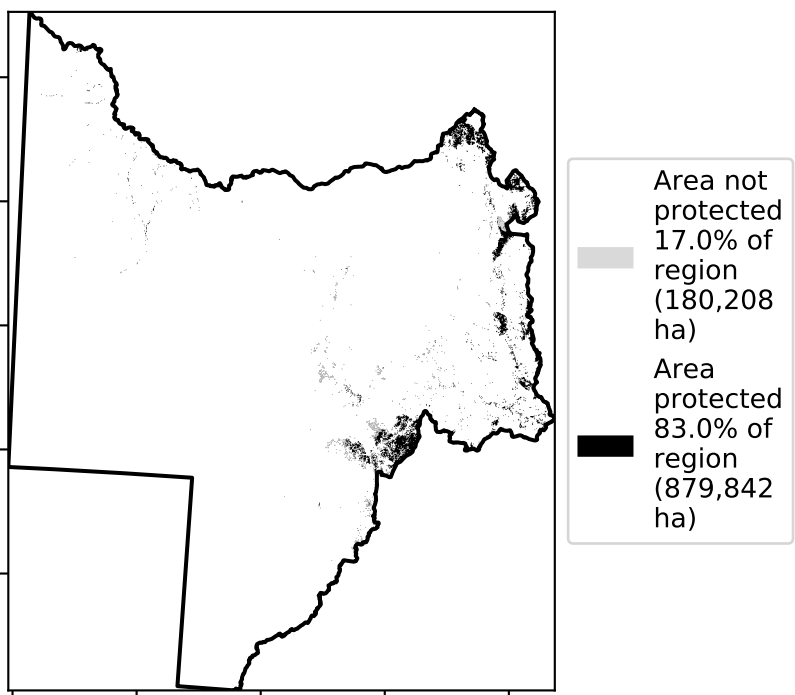 Area not
protected
17.0% of
region
(180,208
ha)
Area
protected
83.0% of
region
(879,842
ha)